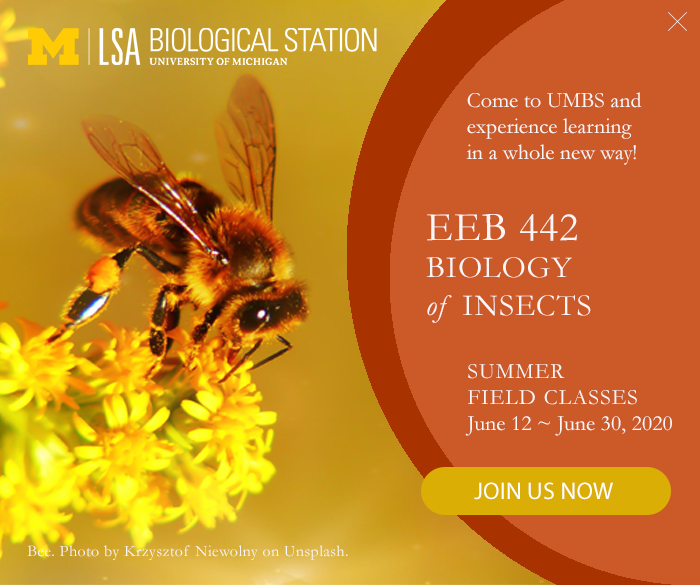 M LSA BIOLOGICAL STATION
UNIVERSITY OF MICHIGAN
Come to UMBS and
experience learning
in a whole new way!
EEB 442
BIOLOGY
of INSECTS
SUMMER
FIELD CLASSES
June 12 ~ June 30, 2020
JOIN US NOW
Bee. Photo by Krzysztof Niewolny on Unsplash.